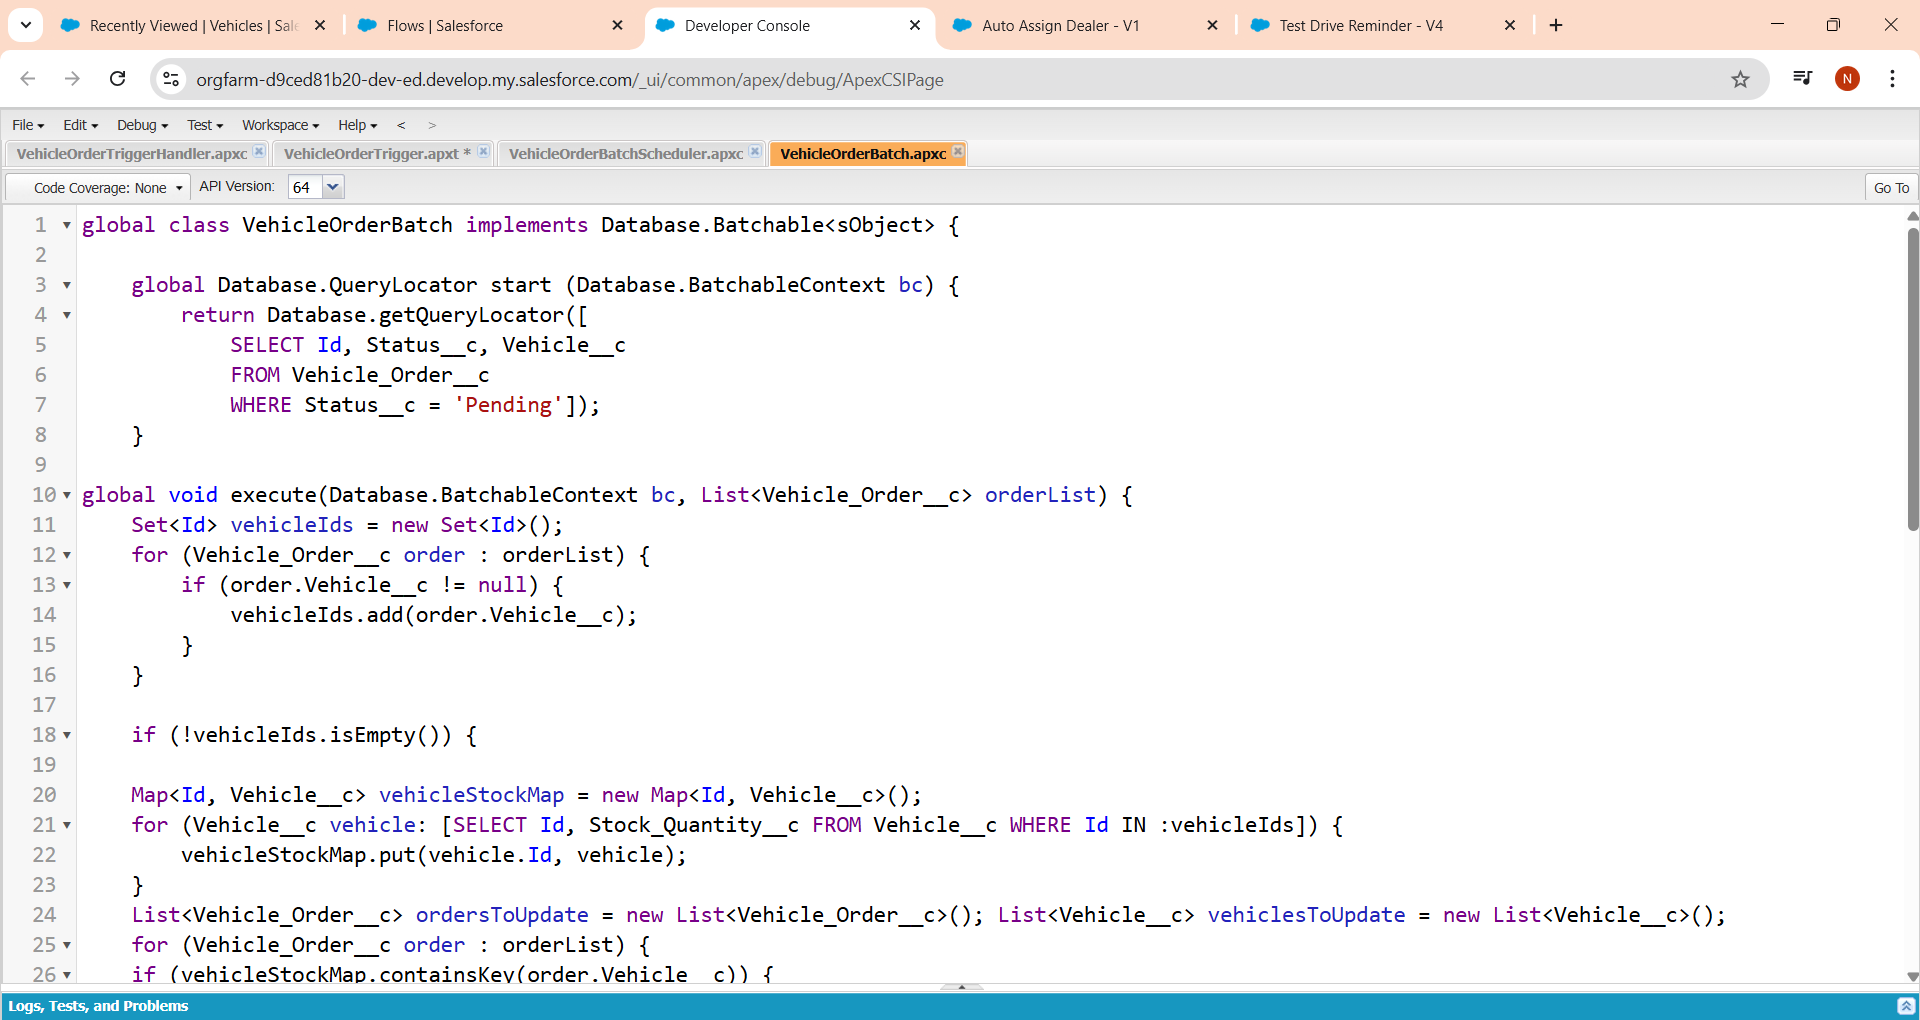 Recently Viewed | Vehicles | Sale
Flows | Salesforce
Developer Console
Auto Assign Dealer - V1
Test Drive Reminder - V4
orgfarm-d9ced81b20-dev-ed.develop.my.salesforce.com/_ui/common/apex/debug/ApexCSIPage
N
File Edit Debug Test Workspace Help < >
VehicleOrderTriggerHandler.apxc VehicleOrderTrigger.apxt * VehicleOrderBatchScheduler.apxc VehicleOrderBatch.apxc
Code Coverage: None API Version: 64 Go To
1 global class VehicleOrderBatch implements Database.Batchable<sObject> {
2
3 global Database.QueryLocator start (Database.BatchableContext bc) {
4 return Database.getQueryLocator([
5 SELECT Id, Status__c, Vehicle__c
6 FROM Vehicle_Order__c
7 WHERE Status__c = 'Pending']);
8 }
9
10 global void execute(Database.BatchableContext bc, List<Vehicle_Order__c> orderList) {
11 Set<Id> vehicleIds = new Set<Id>();
12 for (Vehicle_Order__c order : orderList) {
13 if (order.Vehicle__c != null) {
14 vehicleIds.add(order.Vehicle__c);
15 }
16 }
17
18 if (!vehicleIds.isEmpty()) {
19
20 Map<Id, Vehicle__c> vehicleStockMap = new Map<Id, Vehicle__c>();
21 for (Vehicle__c vehicle: [SELECT Id, Stock_Quantity__c FROM Vehicle__c WHERE Id IN :vehicleIds]) {
22 vehicleStockMap.put(vehicle.Id, vehicle);
23 }
24 List<Vehicle_Order__c> ordersToUpdate = new List<Vehicle_Order__c>(); List<Vehicle__c> vehiclesToUpdate = new List<Vehicle__c>();
25 for (Vehicle_Order__c order : orderList) {
26 if (vehicleStockMap.containsKey(order.Vehicle__c)) {
Logs, Tests, and Problems